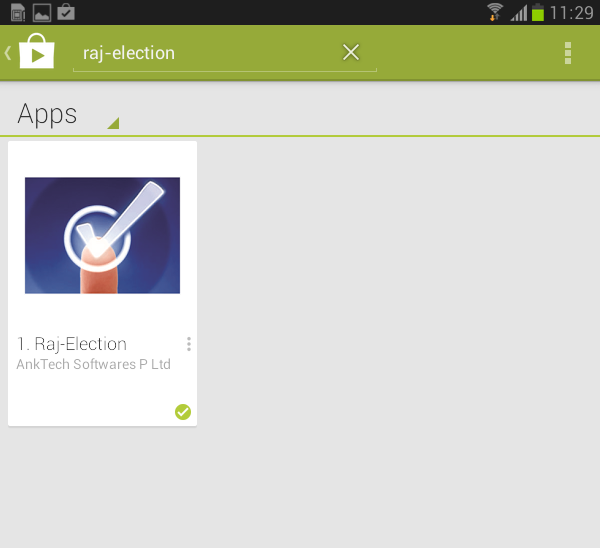 11:29
raj-election
Apps
1. Raj-Election
AnkTech Softwares P Ltd